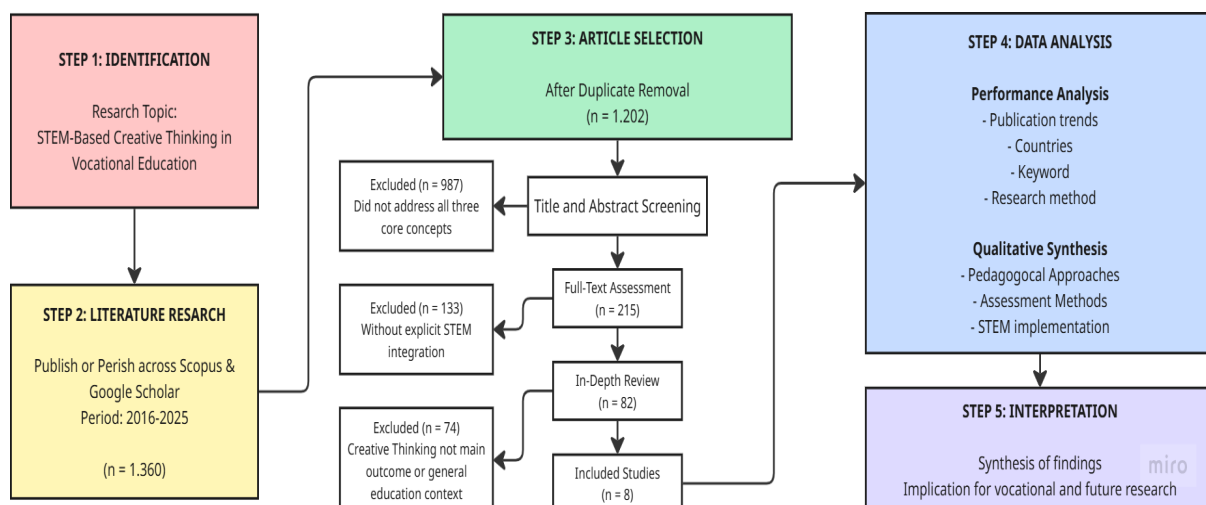 STEP 1: IDENTIFICATION
Resarch Topic:
STEM-Based Creative Thinking in
Vocational Education
STEP 2: LITERATURE RESARCH
Publish or Perish across Scopus &
Google Scholar
Period: 2016-2025
(n = 1.360)
STEP 3: ARTICLE SELECTION
After Duplicate Removal
(n = 1.202)
Title and Abstract Screening
Excluded (n = 987)
Did not address all three
core concepts
Full-Text Assessment
(n = 215)
Excluded (n = 133)
Without explicit STEM
integration
In-Depth Review
(n = 82)
Excluded (n = 74)
Creative Thinking not main
outcome or general
education context
Included Studies
(n = 8)
STEP 4: DATA ANALYSIS
Performance Analysis
- Publication trends
- Countries
- Keyword
- Research method
Qualitative Synthesis
- Pedagogocal Approaches
- Assessment Methods
- STEM implementation
STEP 5: INTERPRETATION
Synthesis of findings
Implication for vocational and future research
miro